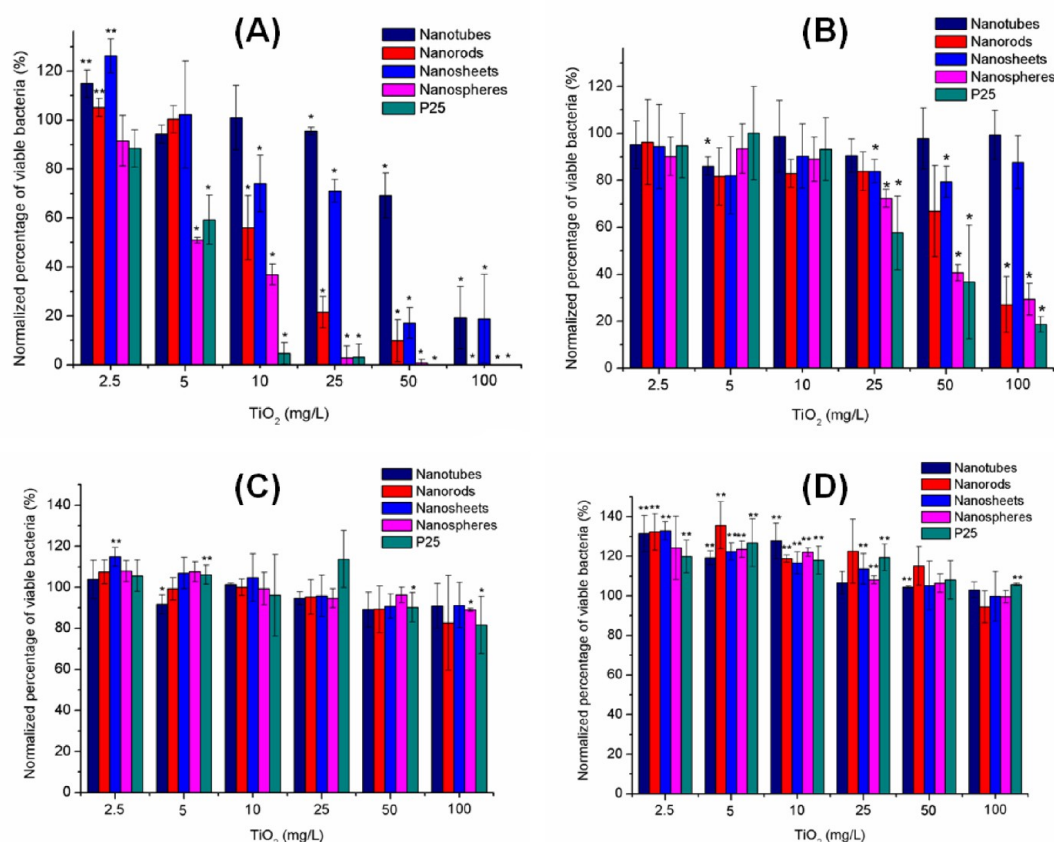 (A)
Nanotubes
Nanorods
Nanosheets
Nanospheres
P25
Normalized percentage of viable bacteria (%)
120
100
80
60
40
20
0
** ** ** * * * * * * * * * * * * * * * * * * * *
2.5 5 10 25 50 100
TiO2 (mg/L)
(B)
Nanotubes
Nanorods
Nanosheets
Nanospheres
P25
Normalized percentage of viable bacteria (%)
120
100
80
60
40
20
0
* * * * * * * * * *
2.5 5 10 25 50 100
TiO2 (mg/L)
(C)
Nanotubes
Nanorods
Nanosheets
Nanospheres
P25
Normalized percentage of viable bacteria (%)
140
120
100
80
60
40
20
0
** * ** * * *
2.5 5 10 25 50 100
TiO2 (mg/L)
(D)
Nanotubes
Nanorods
Nanosheets
Nanospheres
P25
Normalized percentage of viable bacteria (%)
140
120
100
80
60
40
20
0
** ** ** ** ** ** ** ** ** ** ** ** ** ** ** ** ** ** **
2.5 5 10 25 50 100
TiO2 (mg/L)